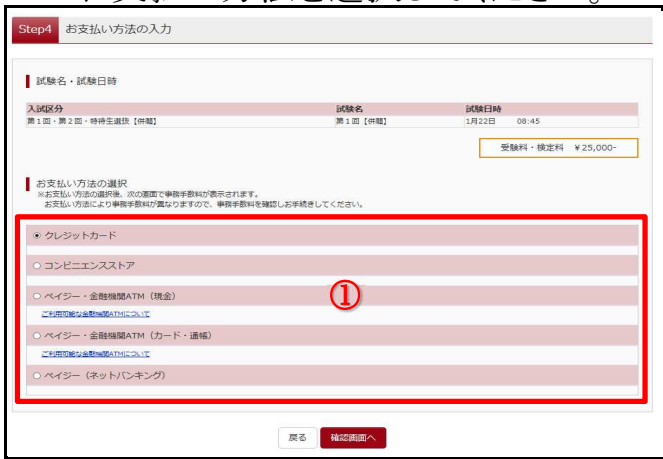 Step4 お支払い方法の入力
試験名・試験日時
入試区分 試験名 試験日時
第1回・第2回・特待生選抜【併願】 第1回【併願】 1月22日 08:45
受験料・検定料 ¥25,000-
お支払い方法の選択
※お支払い方法の選択後、次の画面で事務手数料が表示されます。
お支払い方法により事務手数料が異なりますので、事務手数料を確認しお手続きしてください。
クレジットカード
コンビニエンスストア
ペイジー・金融機関ATM(現金)
①
ご利用可能な金融機関ATMについて
ペイジー・金融機関ATM(カード・通帳)
ご利用可能な金融機関ATMについて
ペイジー(ネットバンキング)
戻る 確認画面へ